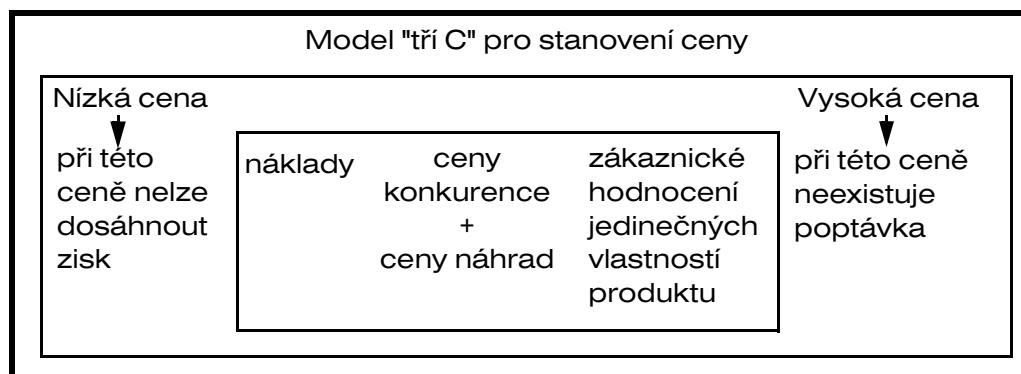 Model "tří C" pro stanovení ceny
Nízká cena
při této
ceně nelze
dosáhnout
zisk
náklady
ceny
konkurence
+
ceny náhrad
zákaznické
hodnocení
jedinečných
vlastností
produktu
Vysoká cena
při této ceně
neexistuje
poptávka